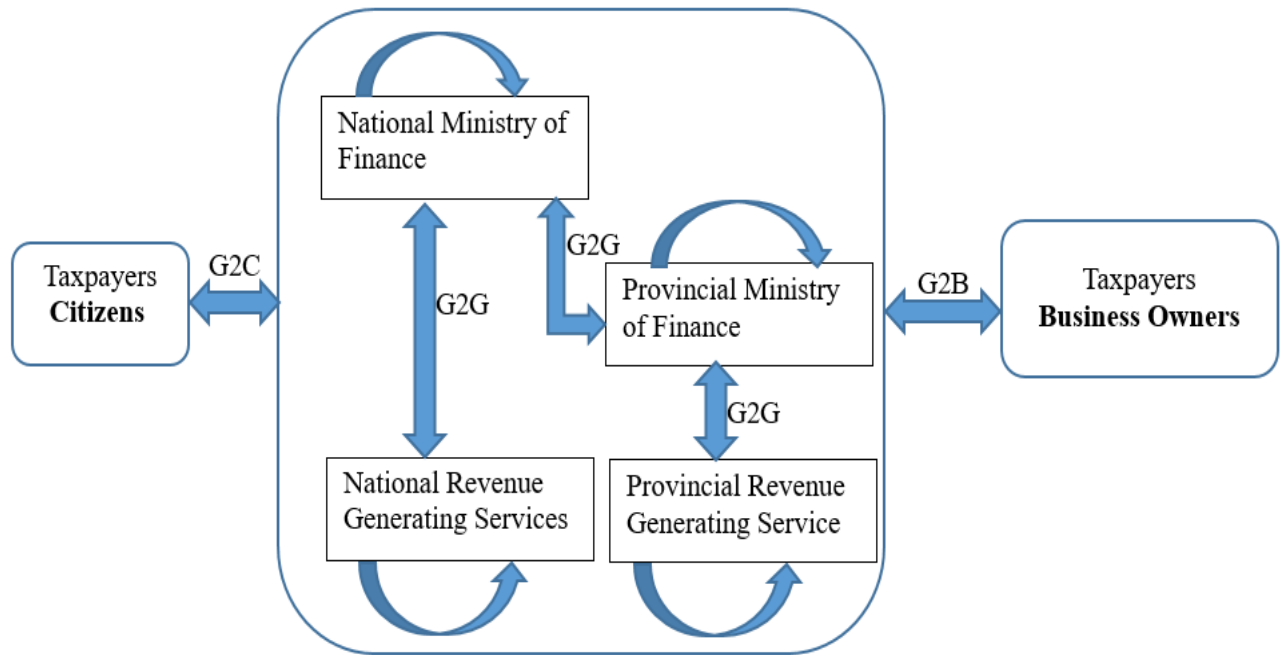 National Ministry of
Finance
G2G
G2G
Provincial Ministry
of Finance
G2G
National Revenue
Generating Services
Provincial Revenue
Generating Service
Taxpayers
Citizens
G2C
G2B
Taxpayers
Business Owners